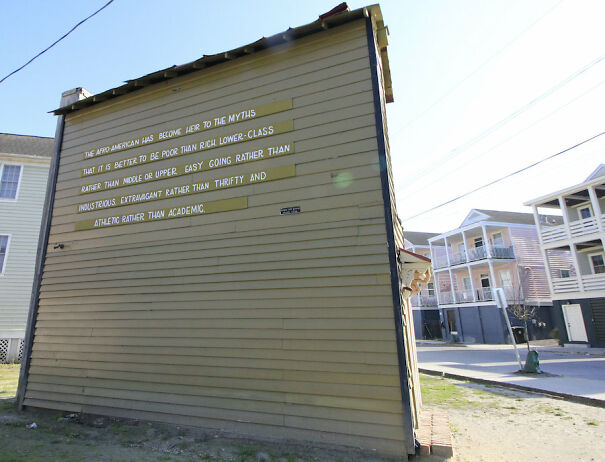 THE AFRO-AMERICAN HAS BECOME HEIR TO THE MYTHS
THAT IT IS BETTER TO BE POOR THAN RICH, LOWER-CLASS
RATHER THAN MIDDLE OR UPPER, EASY GOING RATHER THAN
INDUSTRIOUS, EXTRAVAGANT RATHER THAN THRIFTY AND
ATHLETIC RATHER THAN ACADEMIC.